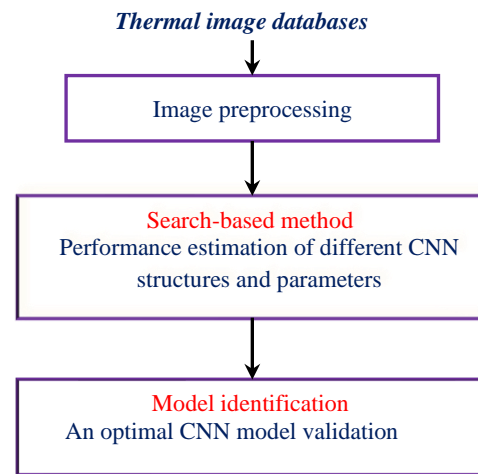 Thermal image databases
Image preprocessing
Search-based method
Performance estimation of different CNN
structures and parameters
Model identification
An optimal CNN model validation